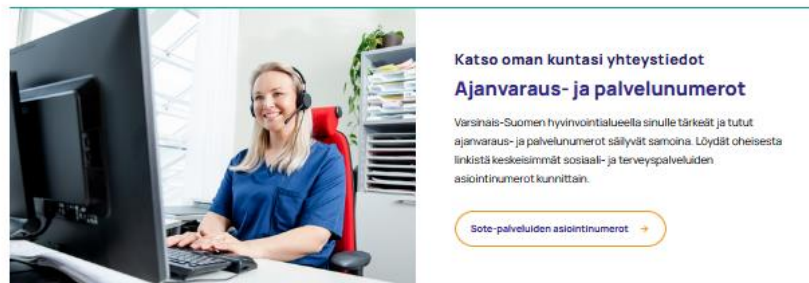 Katso oman kuntasi yhteystiedot
Ajanvaraus- ja palvelunumerot
Varsinais-Suomen hyvinvointialueella sinulle tärkeät ja tutut
ajanvaraus- ja palvelunumerot säilyvät samoina. Löydät oheisesta
linkistä keskeisimmät sosiaali- ja terveyspalveluiden
asiointinumerot kunnittain.
Sote-palveluiden asiointinumerot →